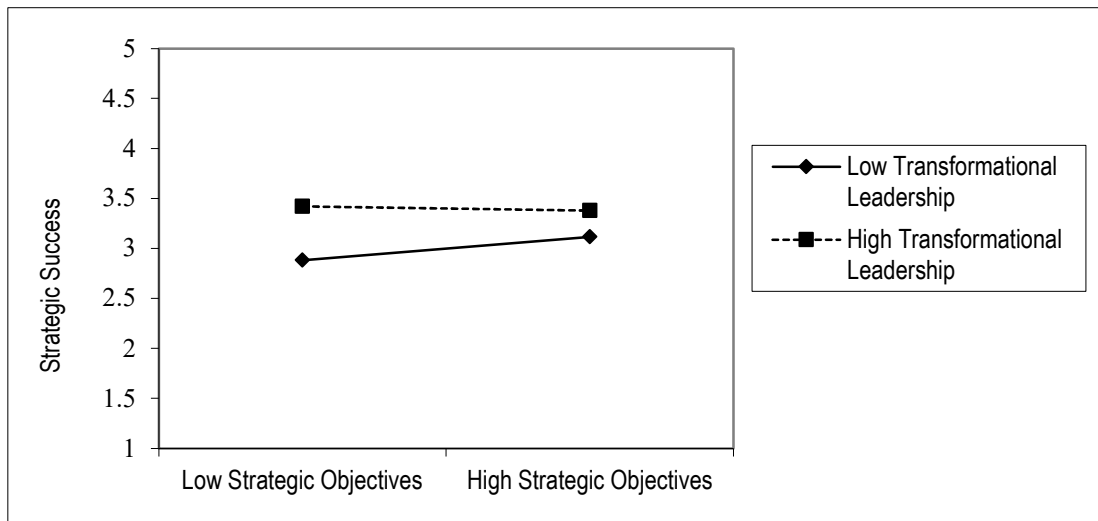 5
4.5
4
3.5
3
2.5
2
1.5
1
Strategic Success
Low Strategic Objectives
High Strategic Objectives
Low Transformational
Leadership
High Transformational
Leadership